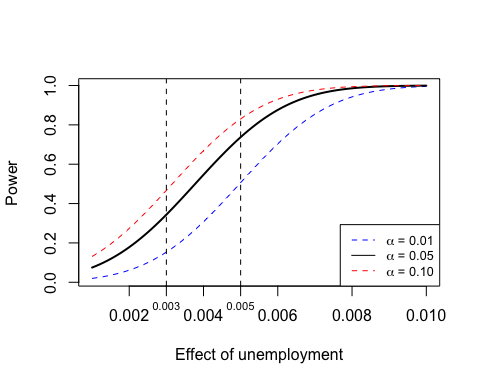 1.0
0.8
0.6
0.4
0.2
0.0
Power
α = 0.01
α = 0.05
α = 0.10
0.003 0.005
0.002 0.004 0.006 0.008 0.010
Effect of unemployment